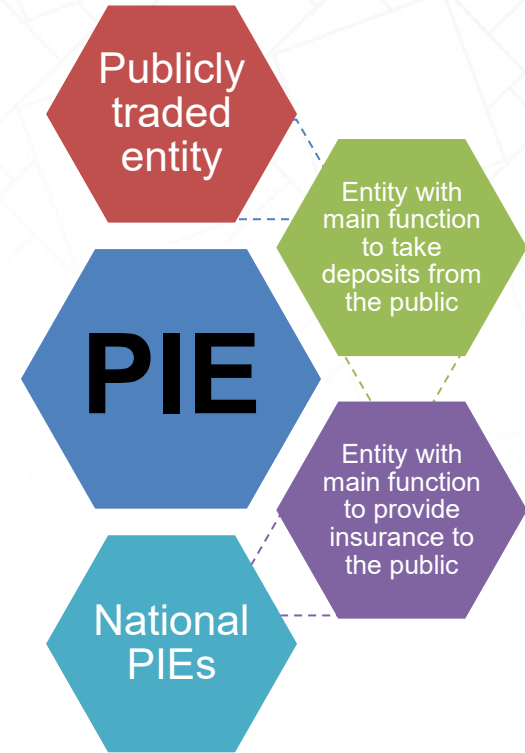 Publicly
traded
entity
Entity with
main function
to take
deposits from
the public
PIE
Entity with
main function
to provide
insurance to
the public
National
PIEs